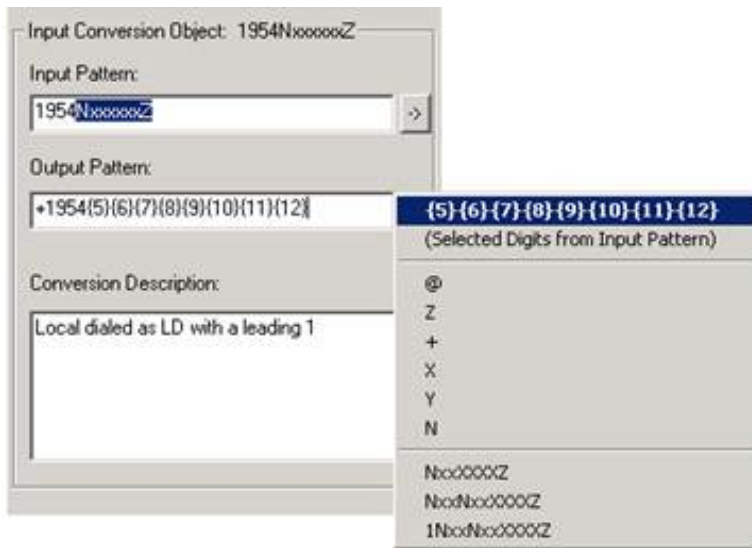 Input Conversion Object: 1954NxxxxxxZ
Input Pattern:
1954NxxxxxxZ
->
Output Pattern:
+1954{5}{6}{7}{8}{9}{10}{11}{12}
Conversion Description:
Local dialed as LD with a leading 1
{5}{6}{7}{8}{9}{10}{11}{12}
(Selected Digits from Input Pattern)
@
Z
+
X
Y
N
NxxXXXXZ
NxxNxxXXXXZ
1NxxNxxXXXXZ